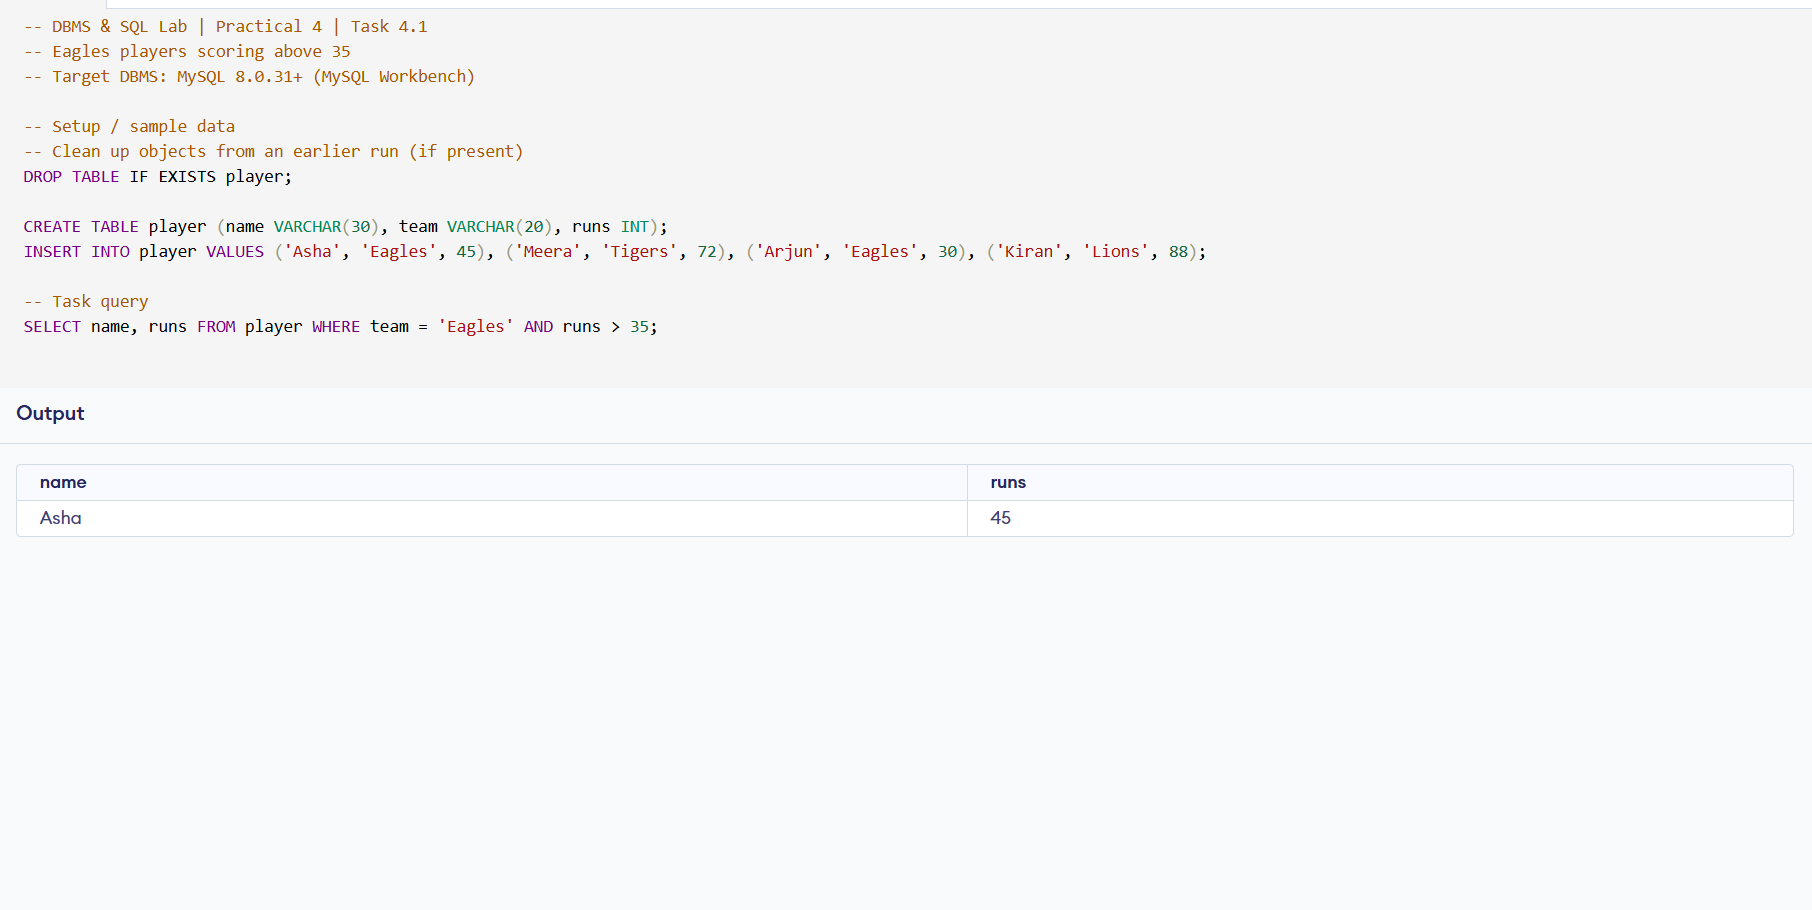 -- DBMS & SQL Lab | Practical 4 | Task 4.1
-- Eagles players scoring above 35
-- Target DBMS: MySQL 8.0.31+ (MySQL Workbench)
-- Setup / sample data
-- Clean up objects from an earlier run (if present)
DROP TABLE IF EXISTS player;
CREATE TABLE player (name VARCHAR(30), team VARCHAR(20), runs INT);
INSERT INTO player VALUES ('Asha', 'Eagles', 45), ('Meera', 'Tigers', 72), ('Arjun', 'Eagles', 30), ('Kiran', 'Lions', 88);
-- Task query
SELECT name, runs FROM player WHERE team = 'Eagles' AND runs > 35;
Output
name runs
Asha 45